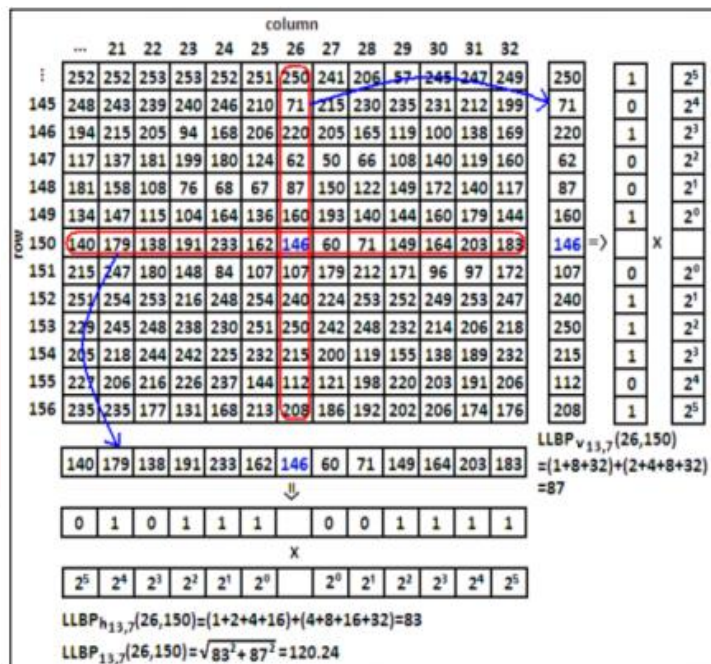 column
... 21 22 23 24 25 26 27 28 29 30 31 32
⋮ 252 252 253 253 252 251 250 241 206 57 245 247 249 250 1 2⁵
145 248 243 239 240 246 210 71 215 230 235 231 212 199 71 0 2⁴
146 194 215 205 94 168 206 220 205 165 119 100 138 169 220 1 2³
147 117 137 181 199 180 124 62 50 66 108 140 119 160 62 0 2²
148 181 158 108 76 68 67 87 150 122 149 172 140 117 87 0 2¹
149 134 147 115 104 164 136 160 193 140 144 160 179 144 160 1 2⁰
row
150 140 179 138 191 233 162 146 60 71 149 164 203 183 146 => X
151 215 247 180 148 84 107 107 179 212 171 96 97 172 107 0 2⁰
152 251 254 253 216 248 254 240 224 253 252 249 253 247 240 1 2¹
153 229 245 248 238 230 251 250 242 248 232 214 206 218 250 1 2²
154 205 218 244 242 225 232 215 200 119 155 138 189 232 215 1 2³
155 227 206 216 226 237 144 112 121 198 220 203 191 206 112 0 2⁴
156 235 235 177 131 168 213 208 186 192 202 206 174 176 208 1 2⁵
LLBPv13,7(26,150)
=(1+8+32)+(2+4+8+32)
=87
140 179 138 191 233 162 146 60 71 149 164 203 183
=>
0 1 0 1 1 1 0 0 1 1 1 1
X
2⁵ 2⁴ 2³ 2² 2¹ 2⁰ 2⁰ 2¹ 2² 2³ 2⁴ 2⁵
LLBPh13,7(26,150)=(1+2+4+16)+(4+8+16+32)=83
LLBP13,7(26,150)=√83²+87²=120.24